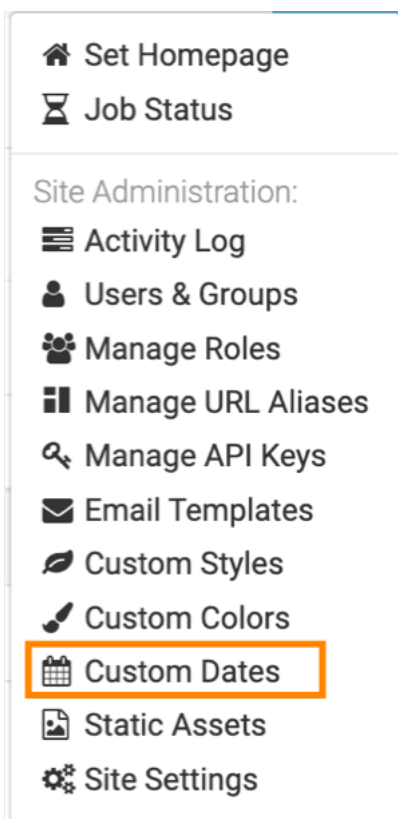 Set Homepage
Job Status
Site Administration:
Activity Log
Users & Groups
Manage Roles
Manage URL Aliases
Manage API Keys
Email Templates
Custom Styles
Custom Colors
Custom Dates
Static Assets
Site Settings